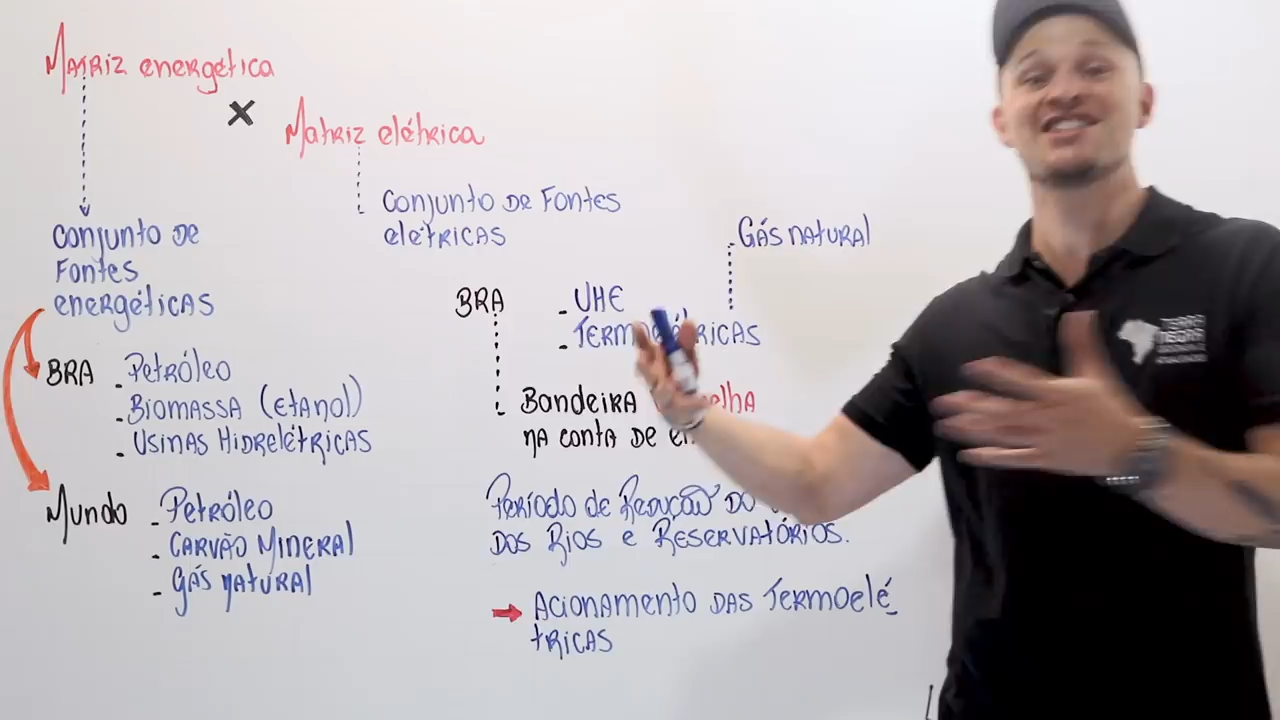 Matriz energética
×
Matriz elétrica
Conjunto de Fontes
elétricas
Conjunto de
Fontes
energéticas
- Gás natural
BRA
- UHE
- Termoelétricas
BRA
- Petróleo
- Biomassa (etanol)
- Usinas Hidrelétricas
Bandeira
na conta de
Mundo
- Petróleo
- Carvão Mineral
- Gás natural
Período de Redução do
dos Rios e Reservatórios.
→ Acionamento das Termoelé
tricas